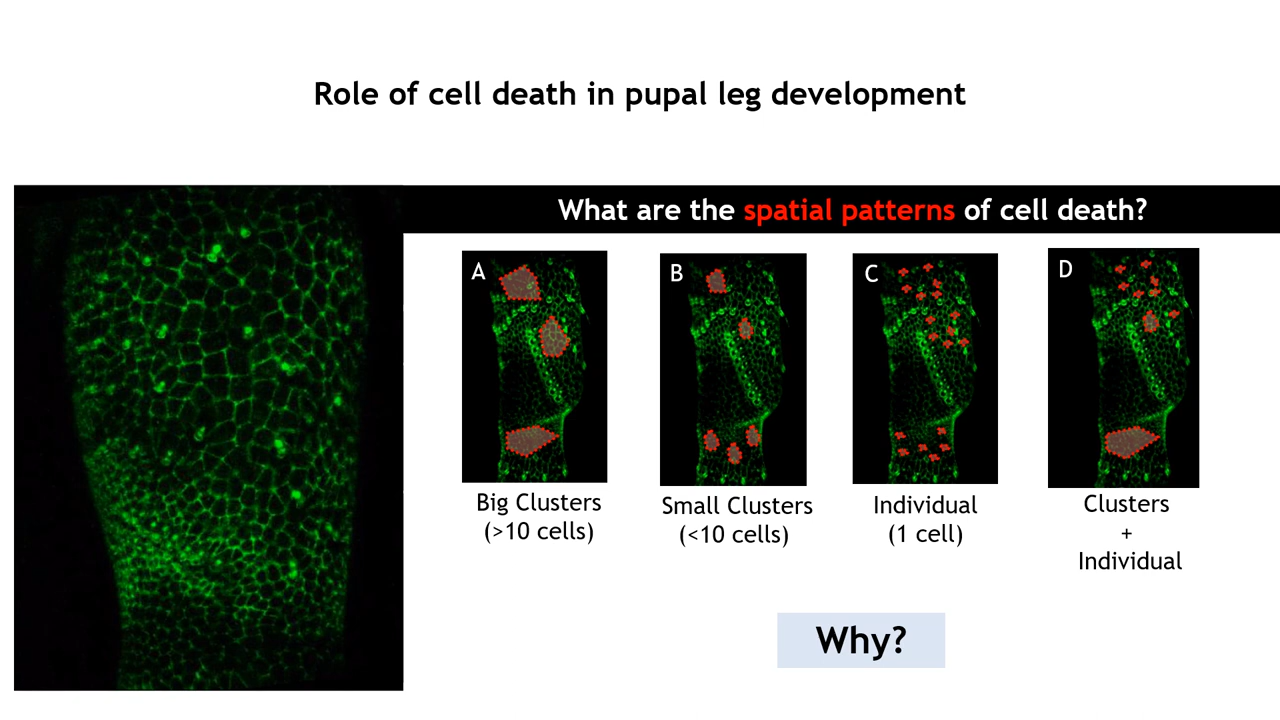 Role of cell death in pupal leg development
What are the spatial patterns of cell death?
A
B
C
D
Big Clusters
(>10 cells)
Small Clusters
(<10 cells)
Individual
(1 cell)
Clusters
+
Individual
Why?